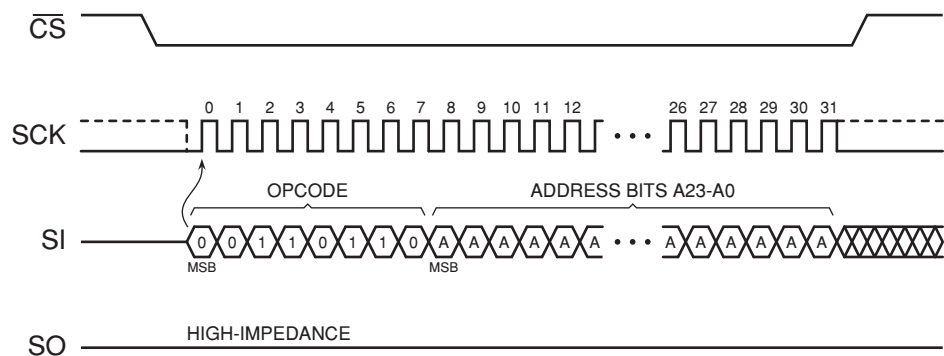 CS
0 1 2 3 4 5 6 7 8 9 10 11 12 26 27 28 29 30 31
SCK
OPCODE ADDRESS BITS A23-A0
SI 0 0 1 1 0 1 1 0 A A A A A A A A A A A A
MSB MSB
HIGH-IMPEDANCE
SO